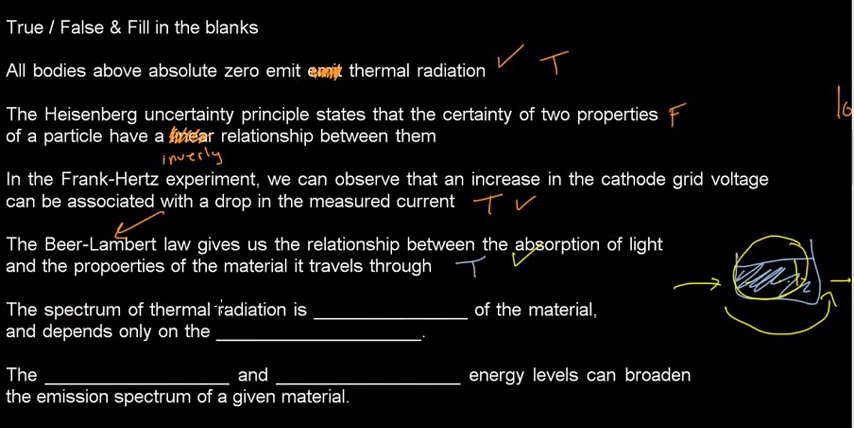 True / False & Fill in the blanks
All bodies above absolute zero emit emit thermal radiation ✓ T
The Heisenberg uncertainty principle states that the certainty of two properties F
of a particle have a linear relationship between them
inverly
In the Frank-Hertz experiment, we can observe that an increase in the cathode grid voltage
can be associated with a drop in the measured current T ✓
The Beer-Lambert law gives us the relationship between the absorption of light
and the propoerties of the material it travels through T ✓
The spectrum of thermal radiation is _______________ of the material,
and depends only on the ____________________.
The __________________ and __________________ energy levels can broaden
the emission spectrum of a given material.